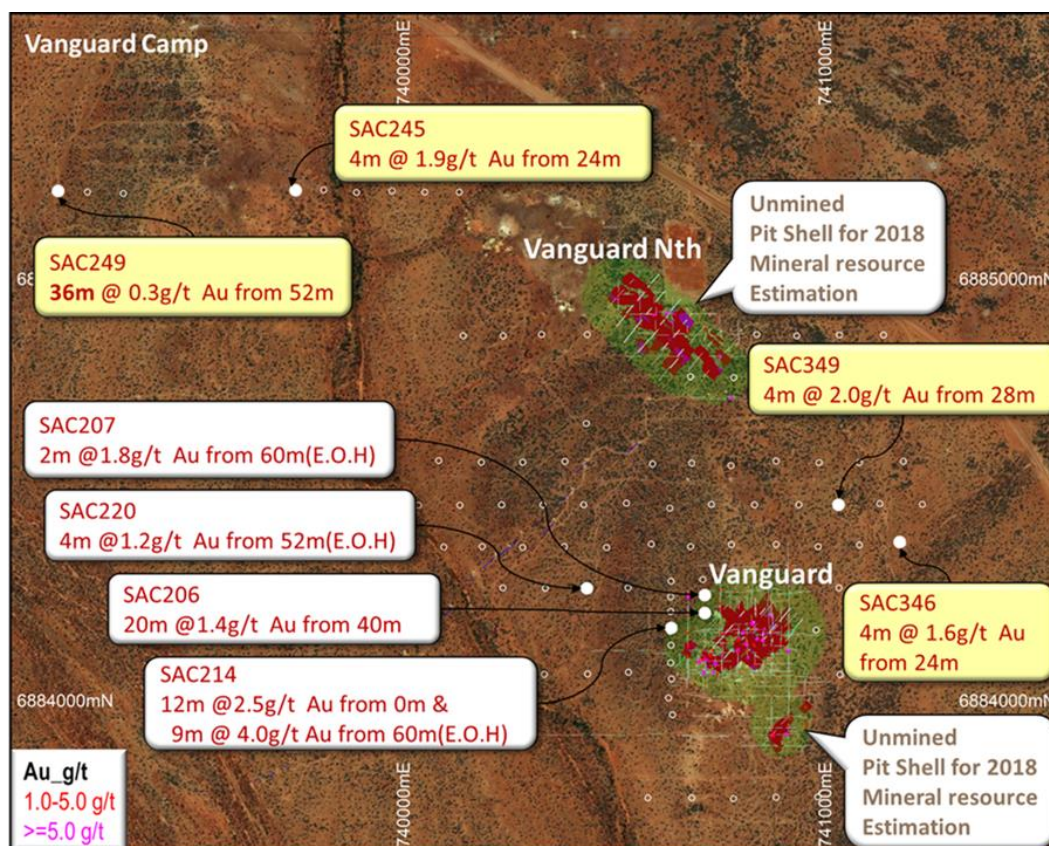 Vanguard Camp
740000mE
741000mE
SAC245
4m @ 1.9g/t Au from 24m
SAC249
36m @ 0.3g/t Au from 52m
Vanguard Nth
Unmined
Pit Shell for 2018
Mineral resource
Estimation
6885000mN
SAC349
4m @ 2.0g/t Au from 28m
SAC207
2m @1.8g/t Au from 60m(E.O.H)
SAC220
4m @1.2g/t Au from 52m(E.O.H)
Vanguard
SAC206
20m @1.4g/t Au from 40m
SAC346
4m @ 1.6g/t Au
from 24m
SAC214
12m @2.5g/t Au from 0m &
9m @ 4.0g/t Au from 60m(E.O.H)
6884000mN
6884000mN
Unmined
Pit Shell for 2018
Mineral resource
Estimation
Au_g/t
1.0-5.0 g/t
>=5.0 g/t
740000mE
741000mE